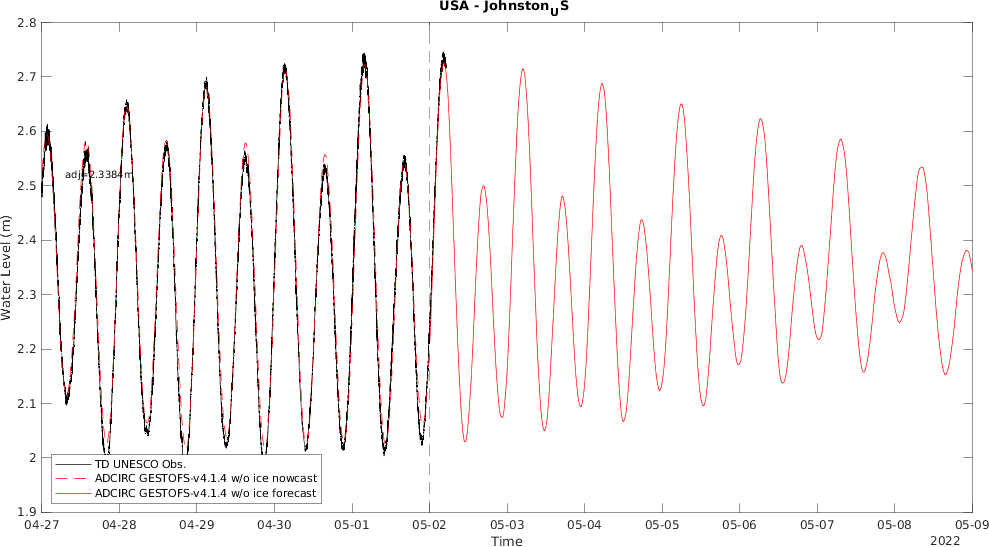 USA - Johnston_US
2.8
2.7
2.6
2.5
2.4
2.3
2.2
2.1
2
1.9
Water Level (m)
adj=2.3384m
TD UNESCO Obs.
ADCIRC GESTOFS-v4.1.4 w/o ice nowcast
ADCIRC GESTOFS-v4.1.4 w/o ice forecast
04-27 04-28 04-29 04-30 05-01 05-02 05-03 05-04 05-05 05-06 05-07 05-08 05-09
Time
2022